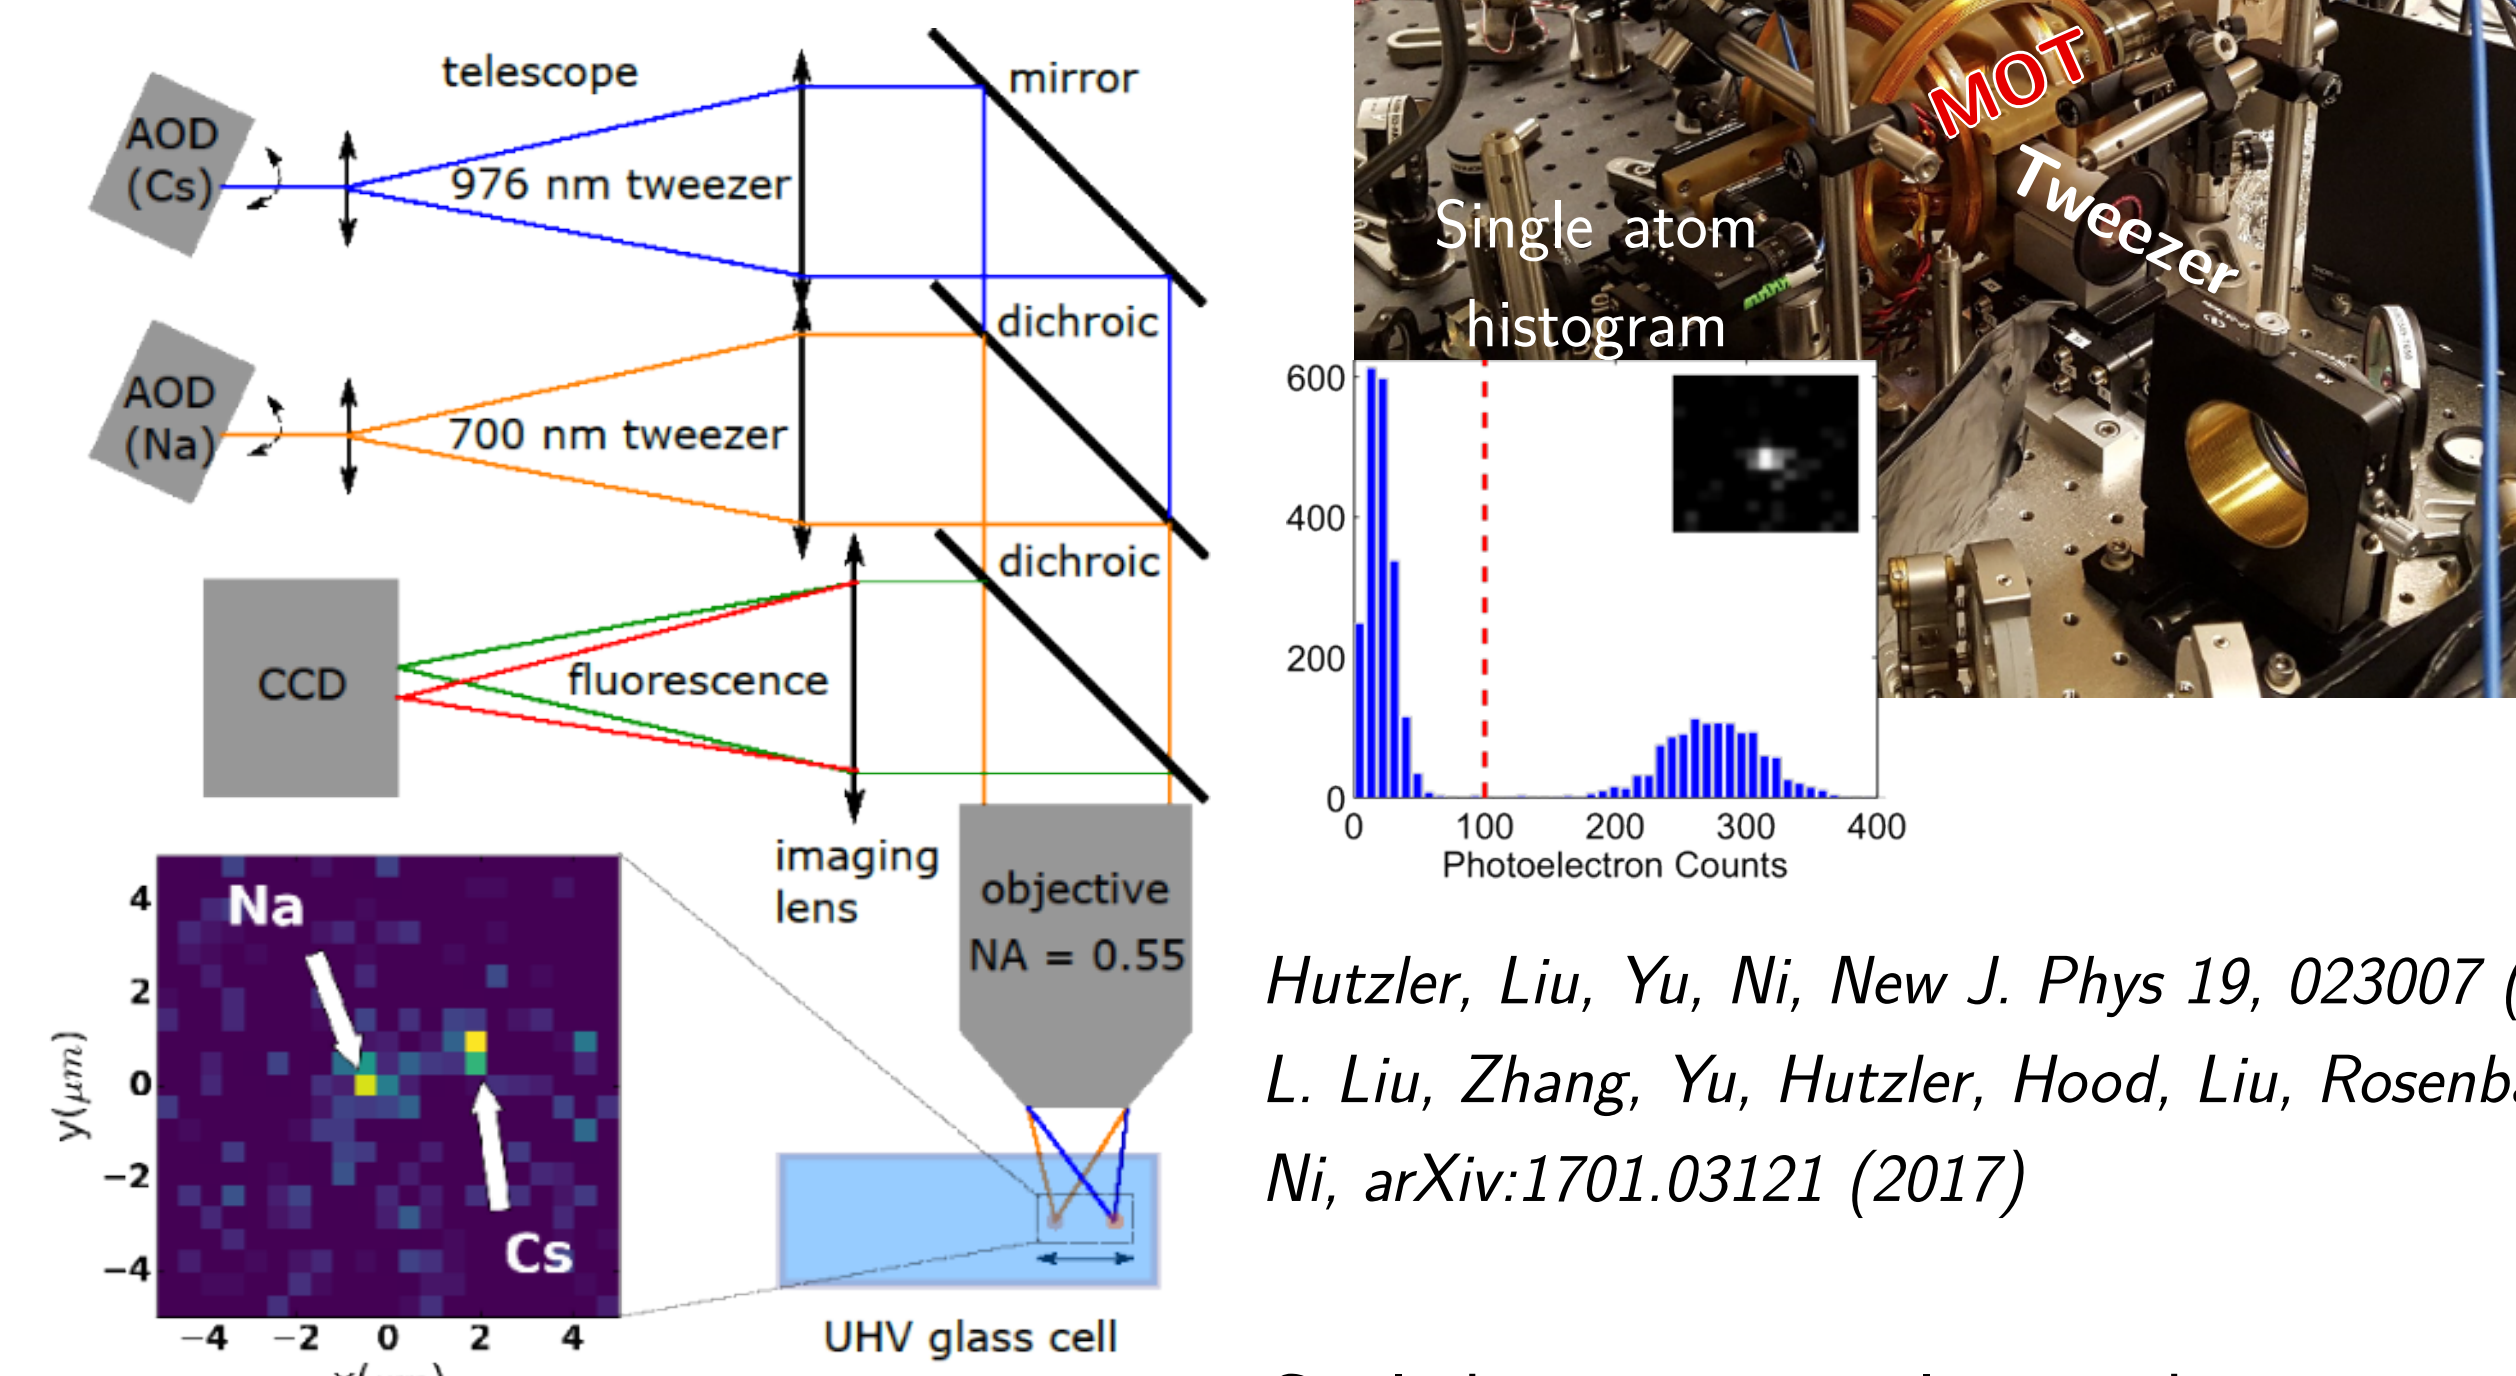 telescope
mirror
AOD
(Cs)
976 nm tweezer
dichroic
AOD
(Na)
700 nm tweezer
dichroic
CCD
fluorescence
imaging
lens
objective
NA = 0.55
UHV glass cell
Na
Cs
y(μm)
4
2
0
−2
−4
−4 −2 0 2 4
MOT
Tweezer
Single atom
histogram
600
400
200
0
0 100 200 300 400
Photoelectron Counts
Hutzler, Liu, Yu, Ni, New J. Phys 19, 023007 (
L. Liu, Zhang, Yu, Hutzler, Hood, Liu, Rosenb
Ni, arXiv:1701.03121 (2017)